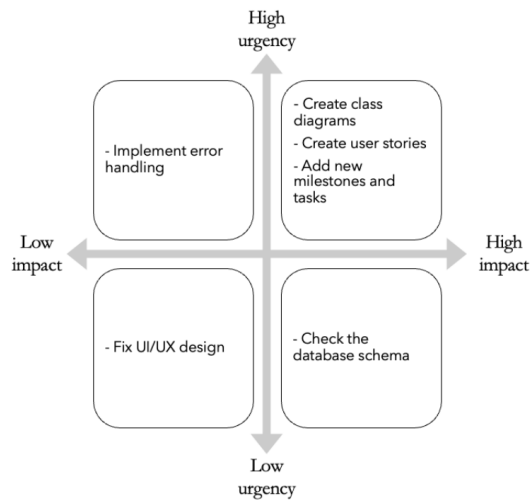 High
urgency
- Create class
diagrams
- Create user stories
- Add new
milestones and
tasks
- Implement error
handling
Low
impact
High
impact
- Fix UI/UX design
- Check the
database schema
Low
urgency